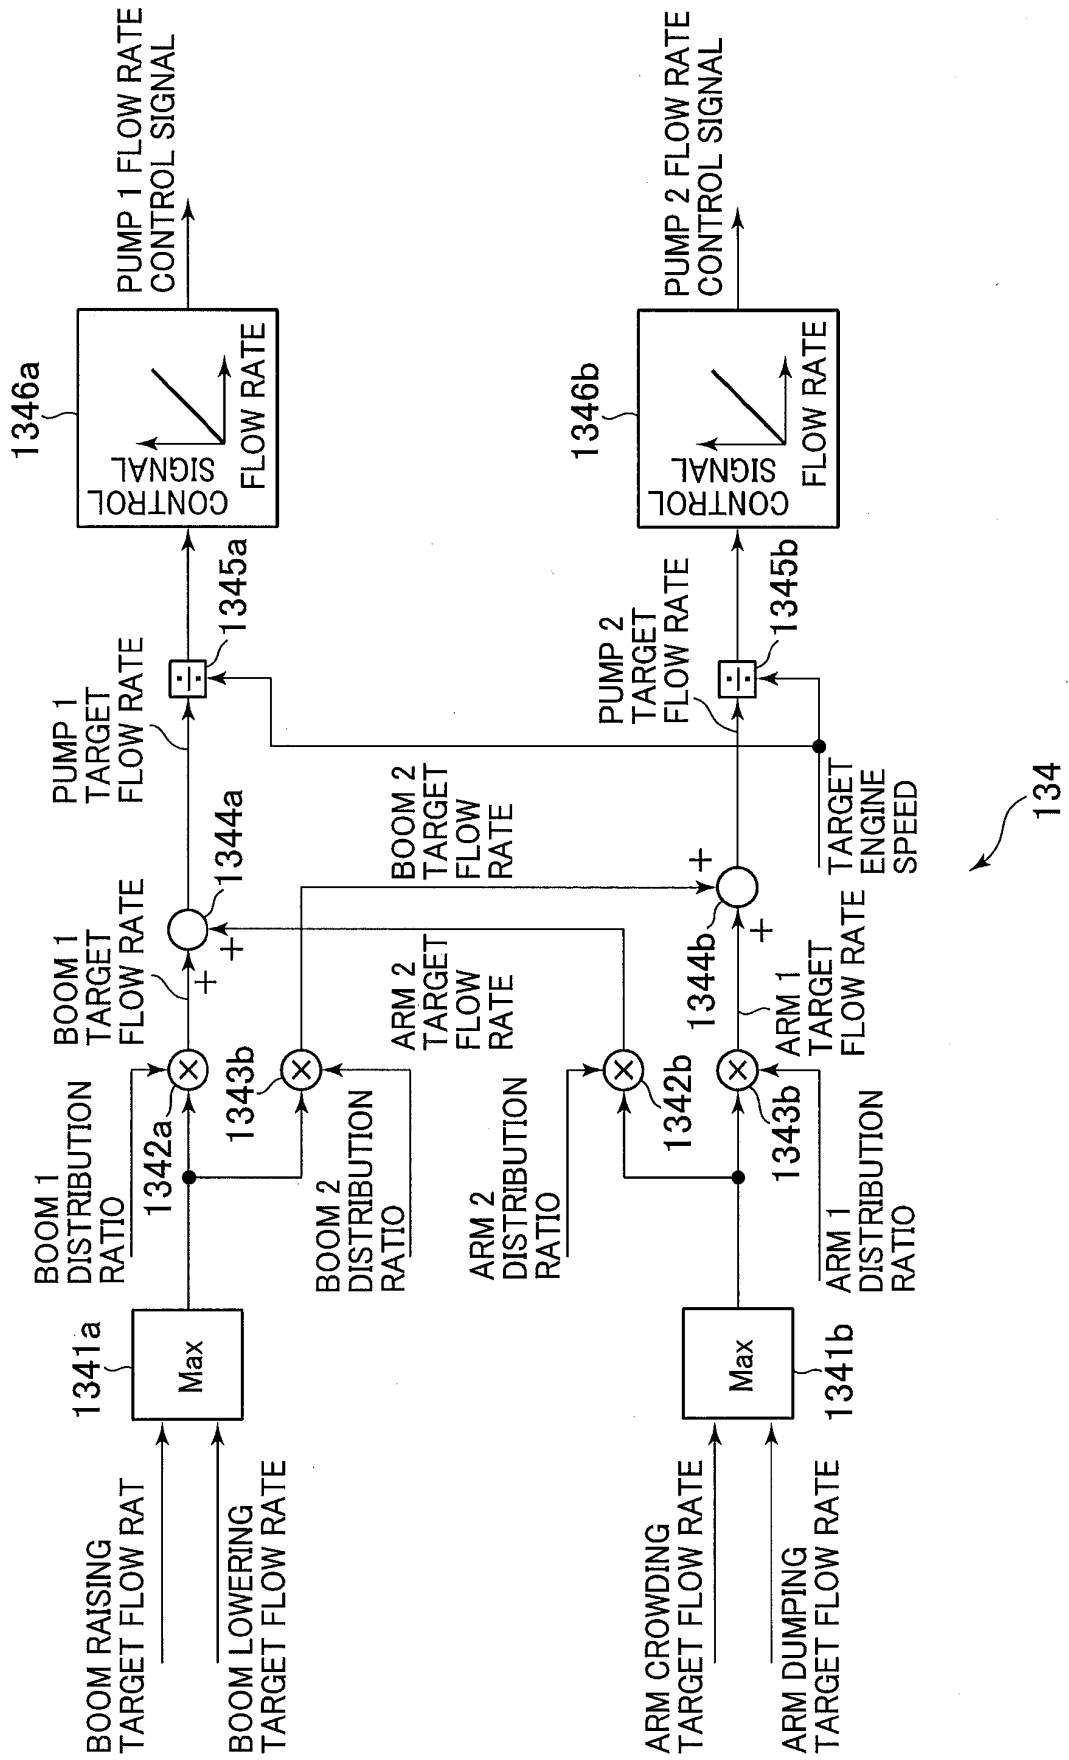 BOOM RAISING
TARGET FLOW RAT
BOOM LOWERING
TARGET FLOW RATE
1341a
Max
BOOM 1
DISTRIBUTION
RATIO
1342a
BOOM 2
DISTRIBUTION
RATIO
1343b
BOOM 1
TARGET
FLOW RATE
+
+
1344a
BOOM 2
TARGET
FLOW
RATE
PUMP 1
TARGET
FLOW RATE
÷
1345a
1346a
CONTROL
SIGNAL
FLOW RATE
PUMP 1 FLOW RATE
CONTROL SIGNAL
ARM CROWDING
TARGET FLOW RATE
ARM DUMPING
TARGET FLOW RATE
Max
1341b
ARM 2
DISTRIBUTION
RATIO
1342b
ARM 1
DISTRIBUTION
RATIO
1343b
ARM 2
TARGET
FLOW
RATE
ARM 1
TARGET
FLOW RATE
1344b
+
+
TARGET
ENGINE
SPEED
PUMP 2
TARGET
FLOW RATE
÷
1345b
1346b
CONTROL
SIGNAL
FLOW RATE
PUMP 2 FLOW RATE
CONTROL SIGNAL
134